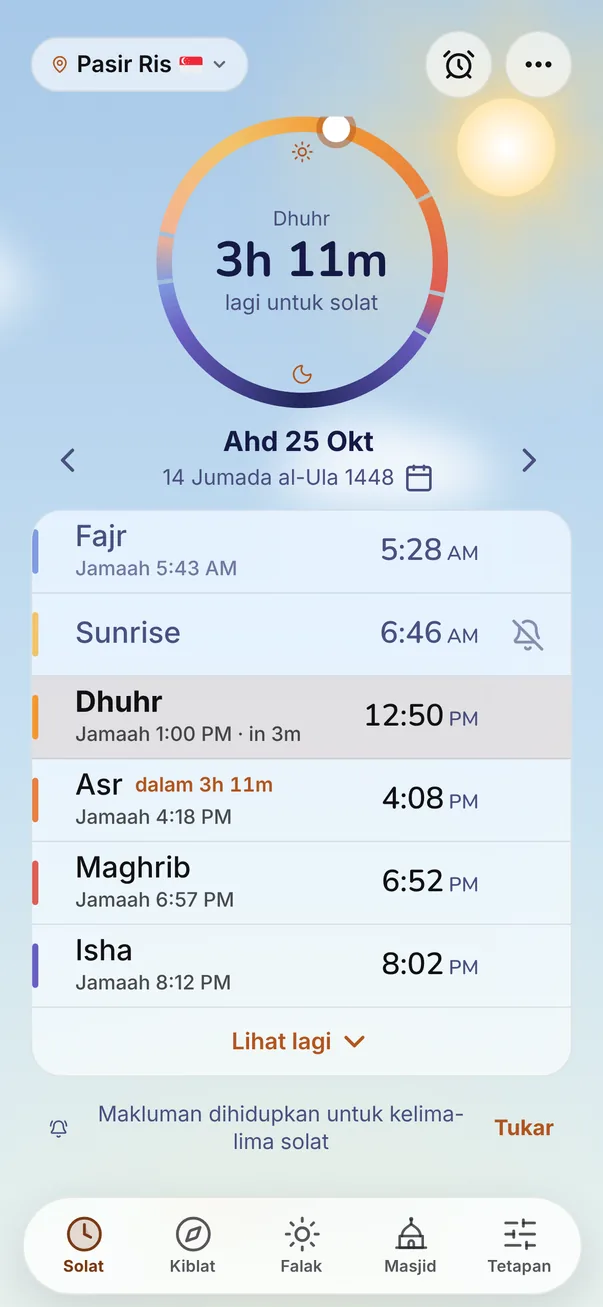 Pasir Ris
Dhuhr
3h 11m
lagi untuk solat
Ahd 25 Okt
14 Jumada al-Ula 1448
Fajr
Jamaah 5:43 AM
5:28 AM
Sunrise
6:46 AM
Dhuhr
Jamaah 1:00 PM · in 3m
12:50 PM
Asr dalam 3h 11m
Jamaah 4:18 PM
4:08 PM
Maghrib
Jamaah 6:57 PM
6:52 PM
Isha
Jamaah 8:12 PM
8:02 PM
Lihat lagi
Makluman dihidupkan untuk kelima-
lima solat
Tukar
Solat
Kiblat
Falak
Masjid
Tetapan